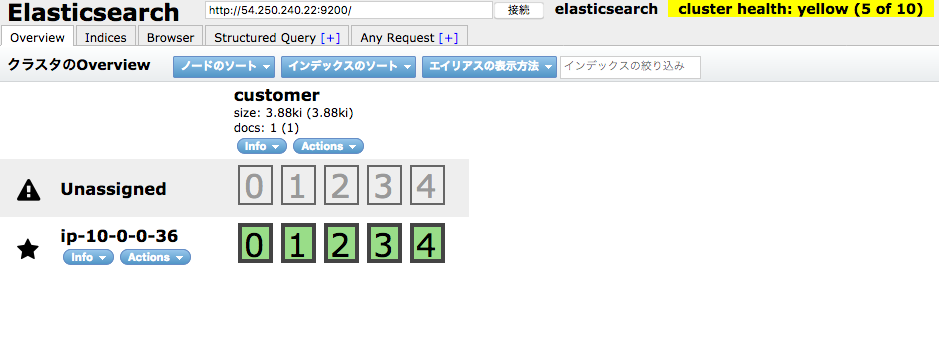 Elasticsearch http://54.250.240.22:9200/ 接続 elasticsearch cluster health: yellow (5 of 10)
Overview Indices Browser Structured Query [+] Any Request [+]
クラスタのOverview ノードのソート インデックスのソート エイリアスの表示方法 インデックスの絞り込み
customer
size: 3.88ki (3.88ki)
docs: 1 (1)
Info Actions
Unassigned 0 1 2 3 4
ip-10-0-0-36 0 1 2 3 4
Info Actions